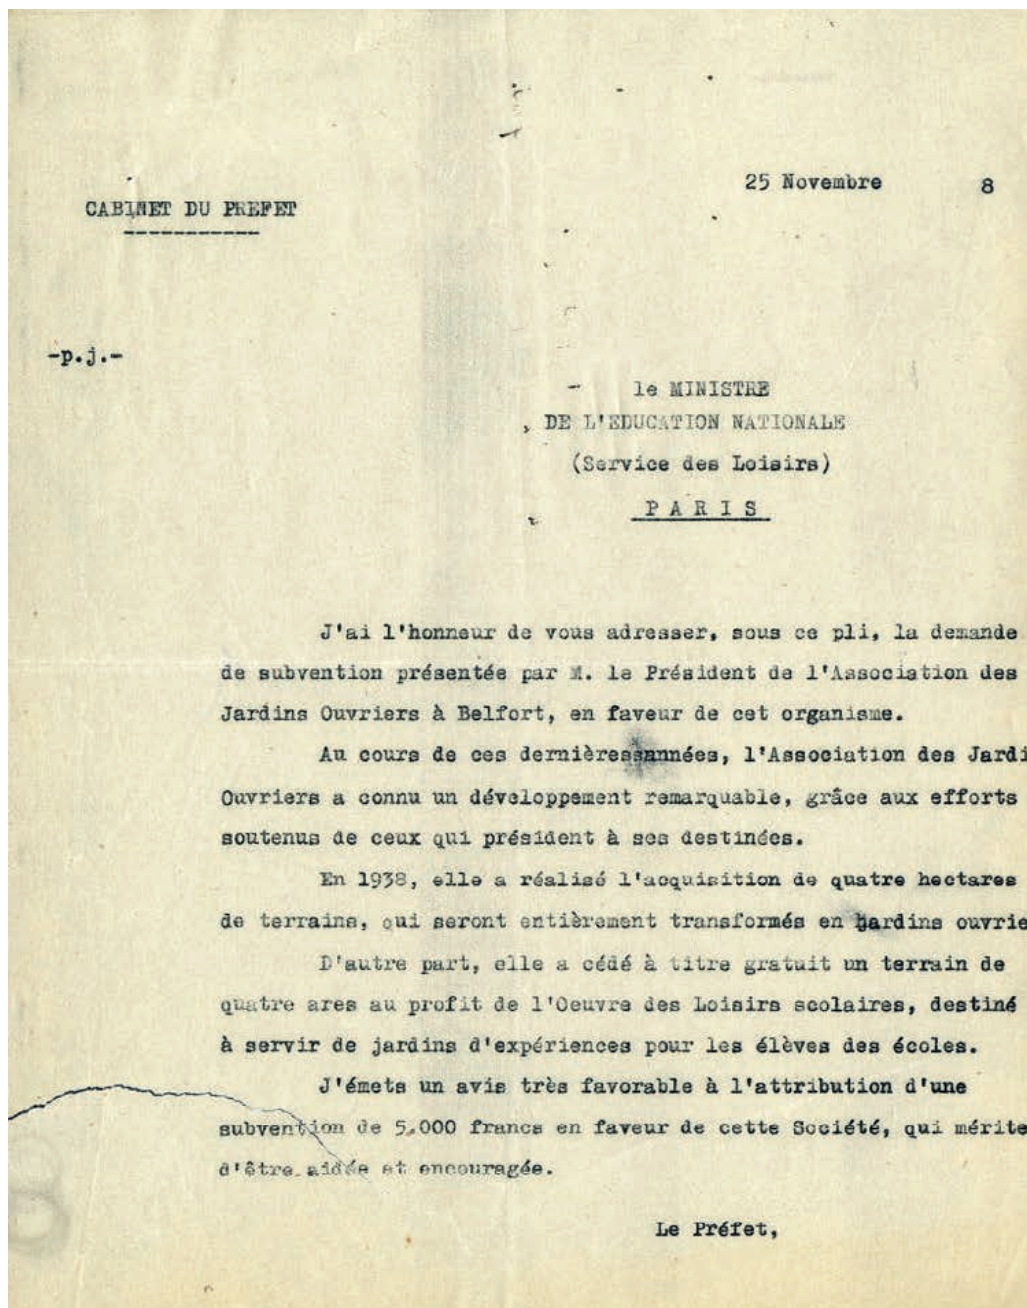 25 Novembre 8
CABINET DU PREFET
-p.j.-
le MINISTRE
DE L'EDUCATION NATIONALE
(Service des Loisirs)
PARIS
J'ai l'honneur de vous adresser, sous ce pli, la demande
de subvention présentée par M. le Président de l'Association des
Jardins Ouvriers à Belfort, en faveur de cet organisme.
Au cours de ces dernières années, l'Association des Jardi
Ouvriers a connu un développement remarquable, grâce aux efforts
soutenus de ceux qui président à ses destinées.
En 1938, elle a réalisé l'acquisition de quatre hectares
de terrains, qui seront entièrement transformés en jardins ouvrie
D'autre part, elle a cédé à titre gratuit un terrain de
quatre ares au profit de l'Oeuvre des Loisirs scolaires, destiné
à servir de jardins d'expériences pour les élèves des écoles.
J'émets un avis très favorable à l'attribution d'une
subvention de 5.000 francs en faveur de cette Société, qui mérite
d'être aidée et encouragée.
Le Préfet,